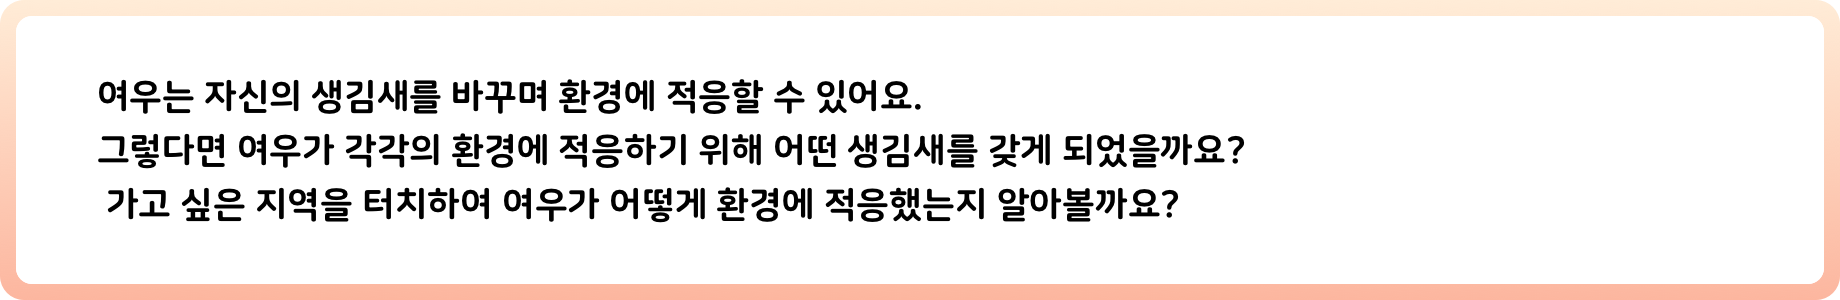 여우는 자신의 생김새를 바꾸며 환경에 적응할 수 있어요.
그렇다면 여우가 각각의 환경에 적응하기 위해 어떤 생김새를 갖게 되었을까요?
가고 싶은 지역을 터치하여 여우가 어떻게 환경에 적응했는지 알아볼까요?